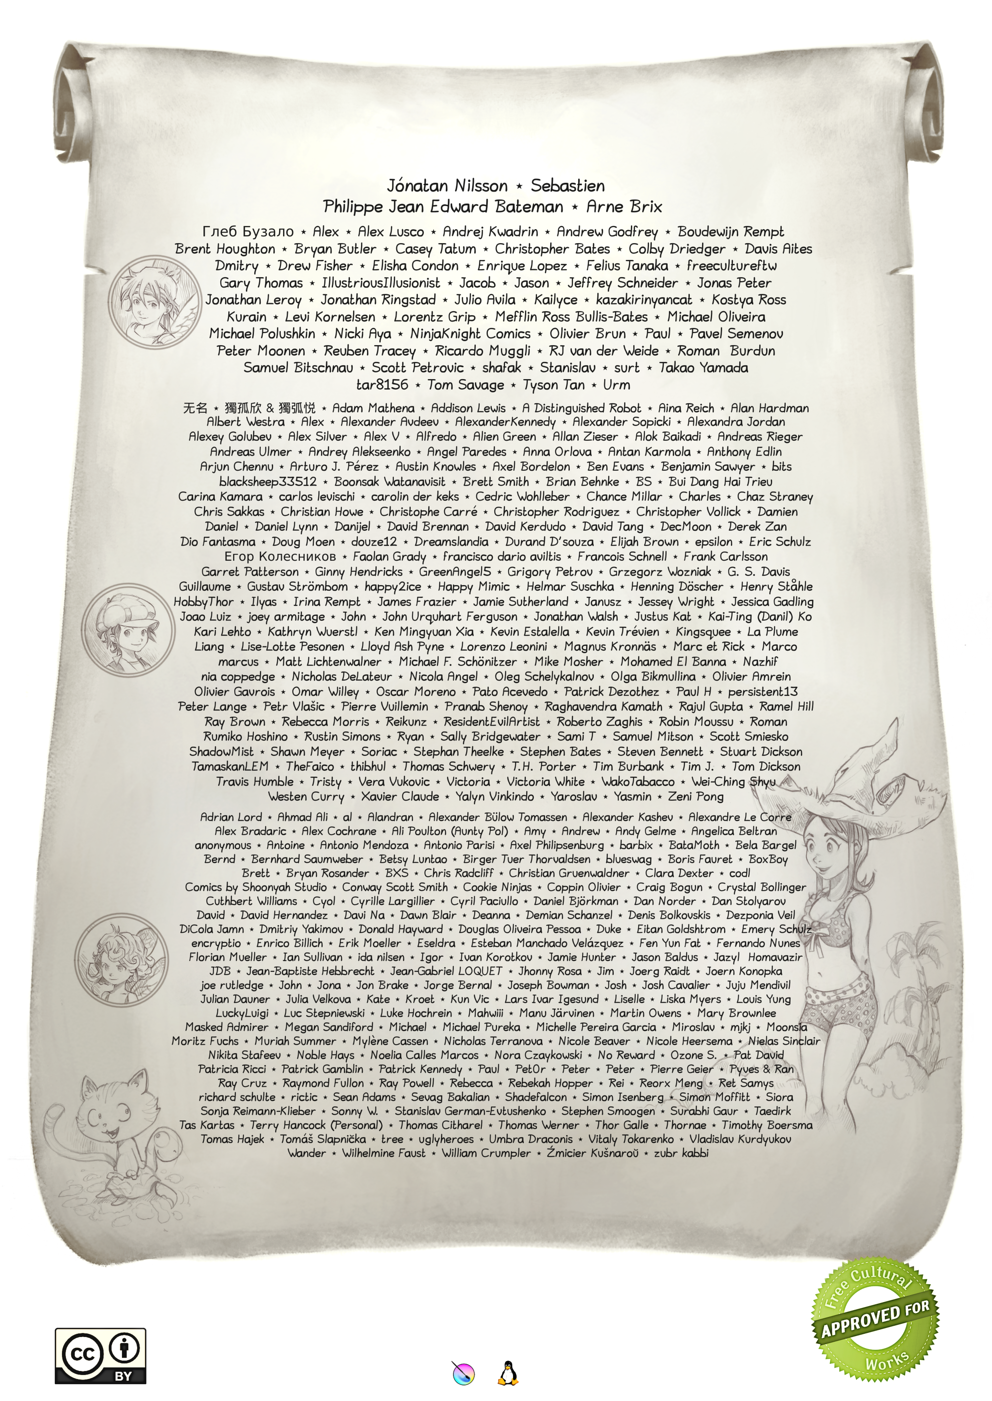 Jónatan Nilsson ⋆ Sebastien
Philippe Jean Edward Bateman ⋆ Arne Brix
Глеб Бузало ⋆ Alex ⋆ Alex Lusco ⋆ Andrej Kwadrin ⋆ Andrew Godfrey ⋆ Boudewijn Rempt
Brent Houghton ⋆ Bryan Butler ⋆ Casey Tatum ⋆ Christopher Bates ⋆ Colby Driedger ⋆ Davis Aites
Dmitry ⋆ Drew Fisher ⋆ Elisha Condon ⋆ Enrique Lopez ⋆ Felius Tanaka ⋆ freecultureftw
Gary Thomas ⋆ IllustriousIllusionist ⋆ Jacob ⋆ Jason ⋆ Jeffrey Schneider ⋆ Jonas Peter
Jonathan Leroy ⋆ Jonathan Ringstad ⋆ Julio Avila ⋆ Kailyce ⋆ kazakirinyancat ⋆ Kostya Ross
Kurain ⋆ Levi Kornelsen ⋆ Lorentz Grip ⋆ Mefflin Ross Bullis-Bates ⋆ Michael Oliveira
Michael Polushkin ⋆ Nicki Aya ⋆ NinjaKnight Comics ⋆ Olivier Brun ⋆ Paul ⋆ Pavel Semenov
Peter Moonen ⋆ Reuben Tracey ⋆ Ricardo Muggli ⋆ RJ van der Weide ⋆ Roman Burdun
Samuel Bitschnau ⋆ Scott Petrovic ⋆ shafak ⋆ Stanislav ⋆ surt ⋆ Takao Yamada
tar8156 ⋆ Tom Savage ⋆ Tyson Tan ⋆ Urm
无名 ⋆ 獨孤欣 & 獨弧悦 ⋆ Adam Mathena ⋆ Addison Lewis ⋆ A Distinguished Robot ⋆ Aina Reich ⋆ Alan Hardman
Albert Westra ⋆ Alex ⋆ Alexander Avdeev ⋆ AlexanderKennedy ⋆ Alexander Sopicki ⋆ Alexandra Jordan
Alexey Golubev ⋆ Alex Silver ⋆ Alex V ⋆ Alfredo ⋆ Alien Green ⋆ Allan Zieser ⋆ Alok Baikadi ⋆ Andreas Rieger
Andreas Ulmer ⋆ Andrey Alekseenko ⋆ Angel Paredes ⋆ Anna Orlova ⋆ Antan Karmola ⋆ Anthony Edlin
Arjun Chennu ⋆ Arturo J. Pérez ⋆ Austin Knowles ⋆ Axel Bordelon ⋆ Ben Evans ⋆ Benjamin Sawyer ⋆ bits
blacksheep33512 ⋆ Boonsak Watanavisit ⋆ Brett Smith ⋆ Brian Behnke ⋆ BS ⋆ Bui Dang Hai Trieu
Carina Kamara ⋆ carlos levischi ⋆ carolin der keks ⋆ Cedric Wohlleber ⋆ Chance Millar ⋆ Charles ⋆ Chaz Straney
Chris Sakkas ⋆ Christian Howe ⋆ Christophe Carré ⋆ Christopher Rodriguez ⋆ Christopher Vollick ⋆ Damien
Daniel ⋆ Daniel Lynn ⋆ Danijel ⋆ David Brennan ⋆ David Kerdudo ⋆ David Tang ⋆ DecMoon ⋆ Derek Zan
Dio Fantasma ⋆ Doug Moen ⋆ douze12 ⋆ Dreamslandia ⋆ Durand D'souza ⋆ Elijah Brown ⋆ epsilon ⋆ Eric Schulz
Егор Колесников ⋆ Faolan Grady ⋆ francisco dario aviltis ⋆ Francois Schnell ⋆ Frank Carlsson
Garret Patterson ⋆ Ginny Hendricks ⋆ GreenAngel5 ⋆ Grigory Petrov ⋆ Grzegorz Wozniak ⋆ G. S. Davis
Guillaume ⋆ Gustav Strömbom ⋆ happy2ice ⋆ Happy Mimic ⋆ Helmar Suschka ⋆ Henning Döscher ⋆ Henry Ståhle
HobbyThor ⋆ Ilyas ⋆ Irina Rempt ⋆ James Frazier ⋆ Jamie Sutherland ⋆ Janusz ⋆ Jessey Wright ⋆ Jessica Gadling
Joao Luiz ⋆ joey armitage ⋆ John ⋆ John Urquhart Ferguson ⋆ Jonathan Walsh ⋆ Justus Kat ⋆ Kai-Ting (Danil) Ko
Kari Lehto ⋆ Kathryn Wuerstl ⋆ Ken Mingyuan Xia ⋆ Kevin Estalella ⋆ Kevin Trévien ⋆ Kingsquee ⋆ La Plume
Liang ⋆ Lise-Lotte Pesonen ⋆ Lloyd Ash Pyne ⋆ Lorenzo Leonini ⋆ Magnus Kronnäs ⋆ Marc et Rick ⋆ Marco
marcus ⋆ Matt Lichtenwalner ⋆ Michael F. Schönitzer ⋆ Mike Mosher ⋆ Mohamed El Banna ⋆ Nazhif
nia coppedge ⋆ Nicholas DeLateur ⋆ Nicola Angel ⋆ Oleg Schelykalnov ⋆ Olga Bikmullina ⋆ Olivier Amrein
Olivier Gavrois ⋆ Omar Willey ⋆ Oscar Moreno ⋆ Pato Acevedo ⋆ Patrick Dezothez ⋆ Paul H ⋆ persistent13
Peter Lange ⋆ Petr Vlašic ⋆ Pierre Vuillemin ⋆ Pranab Shenoy ⋆ Raghavendra Kamath ⋆ Rajul Gupta ⋆ Ramel Hill
Ray Brown ⋆ Rebecca Morris ⋆ Reikunz ⋆ ResidentEvilArtist ⋆ Roberto Zaghis ⋆ Robin Moussu ⋆ Roman
Rumiko Hoshino ⋆ Rustin Simons ⋆ Ryan ⋆ Sally Bridgewater ⋆ Sami T ⋆ Samuel Mitson ⋆ Scott Smiesko
ShadowMist ⋆ Shawn Meyer ⋆ Soriac ⋆ Stephan Theelke ⋆ Stephen Bates ⋆ Steven Bennett ⋆ Stuart Dickson
TamaskanLEM ⋆ TheFaico ⋆ thibhul ⋆ Thomas Schwery ⋆ T.H. Porter ⋆ Tim Burbank ⋆ Tim J. ⋆ Tom Dickson
Travis Humble ⋆ Tristy ⋆ Vera Vukovic ⋆ Victoria ⋆ Victoria White ⋆ WakoTabacco ⋆ Wei-Ching Shyu
Westen Curry ⋆ Xavier Claude ⋆ Yalyn Vinkindo ⋆ Yaroslav ⋆ Yasmin ⋆ Zeni Pong
Adrian Lord ⋆ Ahmad Ali ⋆ al ⋆ Alandran ⋆ Alexander Bülow Tomassen ⋆ Alexander Kashev ⋆ Alexandre Le Corre
Alex Bradaric ⋆ Alex Cochrane ⋆ Ali Poulton (Aunty Pol) ⋆ Amy ⋆ Andrew ⋆ Andy Gelme ⋆ Angelica Beltran
anonymous ⋆ Antoine ⋆ Antonio Mendoza ⋆ Antonio Parisi ⋆ Axel Philipsenburg ⋆ barbix ⋆ BataMoth ⋆ Bela Bargel
Bernd ⋆ Bernhard Saumweber ⋆ Betsy Luntao ⋆ Birger Tuer Thorvaldsen ⋆ blueswag ⋆ Boris Fauret ⋆ BoxBoy
Brett ⋆ Bryan Rosander ⋆ BXS ⋆ Chris Radcliff ⋆ Christian Gruenwaldner ⋆ Clara Dexter ⋆ codl
Comics by Shoonyah Studio ⋆ Conway Scott Smith ⋆ Cookie Ninjas ⋆ Coppin Olivier ⋆ Craig Bogun ⋆ Crystal Bollinger
Cuthbert Williams ⋆ Cyol ⋆ Cyrille Largillier ⋆ Cyril Paciullo ⋆ Daniel Björkman ⋆ Dan Norder ⋆ Dan Stolyarov
David ⋆ David Hernandez ⋆ Davi Na ⋆ Dawn Blair ⋆ Deanna ⋆ Demian Schanzel ⋆ Denis Bolkovskis ⋆ Dezponia Veil
DiCola Jamn ⋆ Dmitriy Yakimov ⋆ Donald Hayward ⋆ Douglas Oliveira Pessoa ⋆ Duke ⋆ Eitan Goldshtrom ⋆ Emery Schulz
encryptio ⋆ Enrico Billich ⋆ Erik Moeller ⋆ Eseldra ⋆ Esteban Manchado Velázquez ⋆ Fen Yun Fat ⋆ Fernando Nunes
Florian Mueller ⋆ Ian Sullivan ⋆ ida nilsen ⋆ Igor ⋆ Ivan Korotkov ⋆ Jamie Hunter ⋆ Jason Baldus ⋆ Jazyl Homavazir
JDB ⋆ Jean-Baptiste Hebbrecht ⋆ Jean-Gabriel LOQUET ⋆ Jhonny Rosa ⋆ Jim ⋆ Joerg Raidt ⋆ Joern Konopka
joe rutledge ⋆ John ⋆ Jona ⋆ Jon Brake ⋆ Jorge Bernal ⋆ Joseph Bowman ⋆ Josh ⋆ Josh Cavalier ⋆ Juju Mendivil
Julian Dauner ⋆ Julia Velkova ⋆ Kate ⋆ Kroet ⋆ Kun Vic ⋆ Lars Ivar Igesund ⋆ Liselle ⋆ Liska Myers ⋆ Louis Yung
LuckyLuigi ⋆ Luc Stepniewski ⋆ Luke Hochrein ⋆ Mahwiii ⋆ Manu Järvinen ⋆ Martin Owens ⋆ Mary Brownlee
Masked Admirer ⋆ Megan Sandiford ⋆ Michael ⋆ Michael Pureka ⋆ Michelle Pereira Garcia ⋆ Miroslav ⋆ mjkj ⋆ Moonsia
Moritz Fuchs ⋆ Muriah Summer ⋆ Mylène Cassen ⋆ Nicholas Terranova ⋆ Nicole Beaver ⋆ Nicole Heersema ⋆ Nielas Sinclair
Nikita Stafeev ⋆ Noble Hays ⋆ Noelia Calles Marcos ⋆ Nora Czaykowski ⋆ No Reward ⋆ Ozone S. ⋆ Pat David
Patricia Ricci ⋆ Patrick Gamblin ⋆ Patrick Kennedy ⋆ Paul ⋆ Pet0r ⋆ Peter ⋆ Peter ⋆ Pierre Geier ⋆ Pyves & Ran
Ray Cruz ⋆ Raymond Fullon ⋆ Ray Powell ⋆ Rebecca ⋆ Rebekah Hopper ⋆ Rei ⋆ Reorx Meng ⋆ Ret Samys
richard schulte ⋆ rictic ⋆ Sean Adams ⋆ Sevag Bakalian ⋆ Shadefalcon ⋆ Simon Isenberg ⋆ Simon Moffitt ⋆ Siora
Sonja Reimann-Klieber ⋆ Sonny W. ⋆ Stanislav German-Evtushenko ⋆ Stephen Smoogen ⋆ Surabhi Gaur ⋆ Taedirk
Tas Kartas ⋆ Terry Hancock (Personal) ⋆ Thomas Citharel ⋆ Thomas Werner ⋆ Thor Galle ⋆ Thornae ⋆ Timothy Boersma
Tomas Hajek ⋆ Tomáš Slapnička ⋆ tree ⋆ uglyheroes ⋆ Umbra Draconis ⋆ Vitaly Tokarenko ⋆ Vladislav Kurdyukov
Wander ⋆ Wilhelmine Faust ⋆ William Crumpler ⋆ Źmicier Kušnaroŭ ⋆ zubr kabbi
Free Cultural
APPROVED FOR
Works
cc
BY